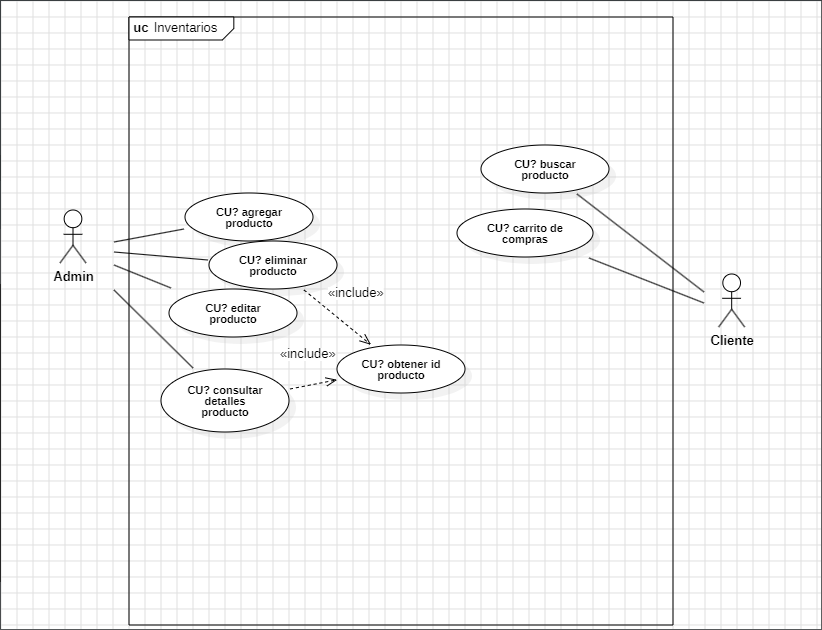 uc Inventarios
CU? buscar
producto
CU? agregar
producto
CU? carrito de
compras
CU? eliminar
producto
Admin
«include»
CU? editar
producto
Cliente
«include»
CU? obtener id
producto
CU? consultar
detalles
producto